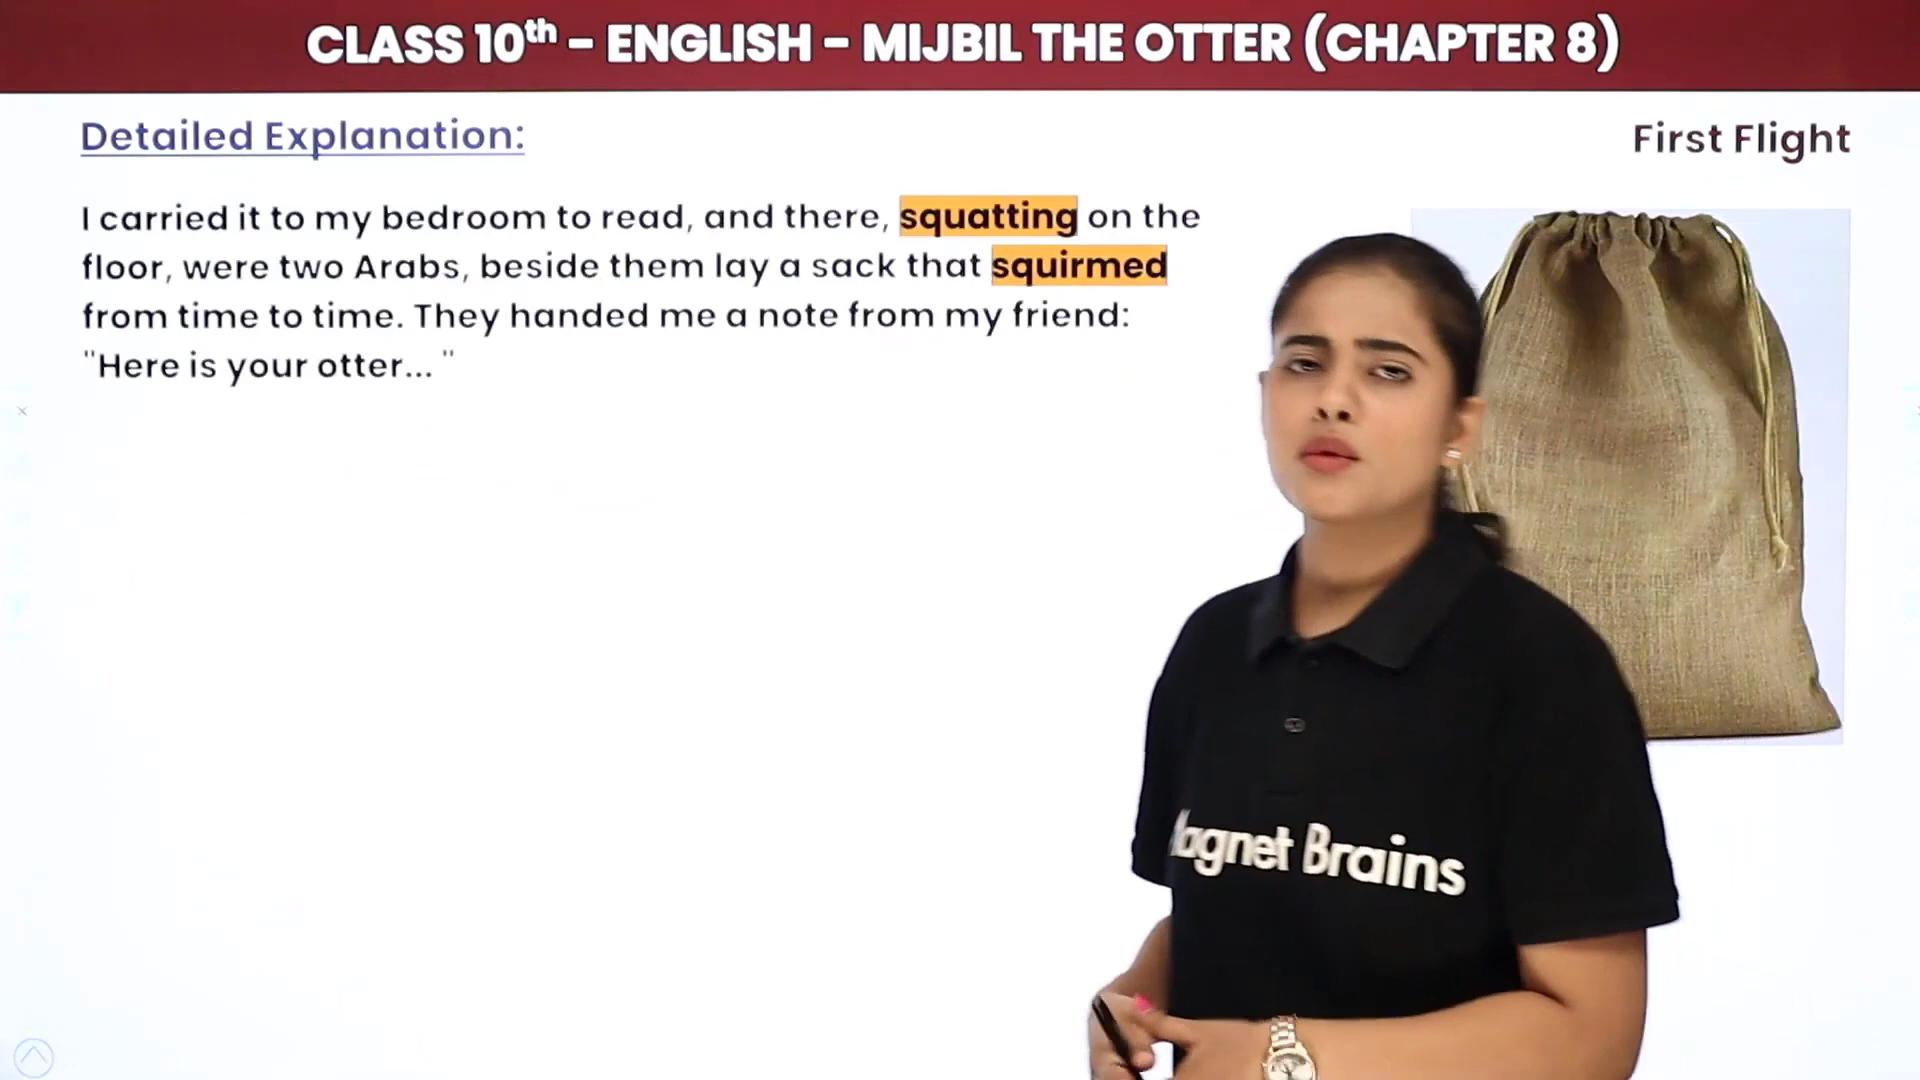 CLASS 10th – ENGLISH – MIJBIL THE OTTER (CHAPTER 8)
Detailed Explanation:
First Flight
I carried it to my bedroom to read, and there, squatting on the
floor, were two Arabs, beside them lay a sack that squirmed
from time to time. They handed me a note from my friend:
"Here is your otter... "
Magnet Brains